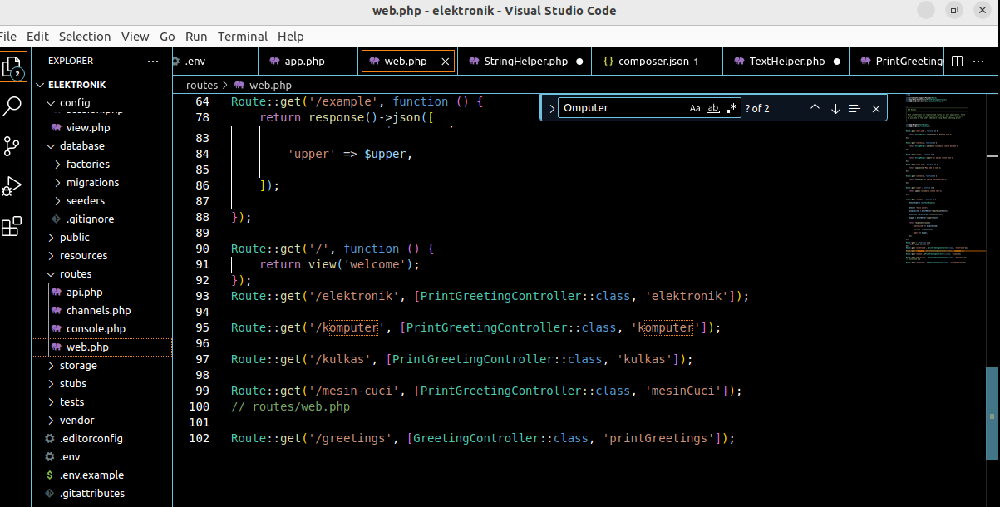 web.php - elektronik - Visual Studio Code
File Edit Selection View Go Run Terminal Help
2
EXPLORER
.env
app.php
web.php
StringHelper.php
{} composer.json 1
TextHelper.php
PrintGreeting
ELEKTRONIK
config
view.php
database
factories
migrations
seeders
.gitignore
public
resources
routes
api.php
channels.php
console.php
web.php
storage
stubs
tests
vendor
.editorconfig
.env
$ .env.example
.gitattributes
routes > web.php
Omputer Aa ab .* ? of 2
64 Route::get('/example', function () {
78 return response()->json([
83
84 'upper' => $upper,
85
86 ]);
87
88 });
89
90 Route::get('/', function () {
91 return view('welcome');
92 });
93 Route::get('/elektronik', [PrintGreetingController::class, 'elektronik']);
94
95 Route::get('/komputer', [PrintGreetingController::class, 'komputer']);
96
97 Route::get('/kulkas', [PrintGreetingController::class, 'kulkas']);
98
99 Route::get('/mesin-cuci', [PrintGreetingController::class, 'mesinCuci']);
100 // routes/web.php
101
102 Route::get('/greetings', [GreetingController::class, 'printGreetings']);